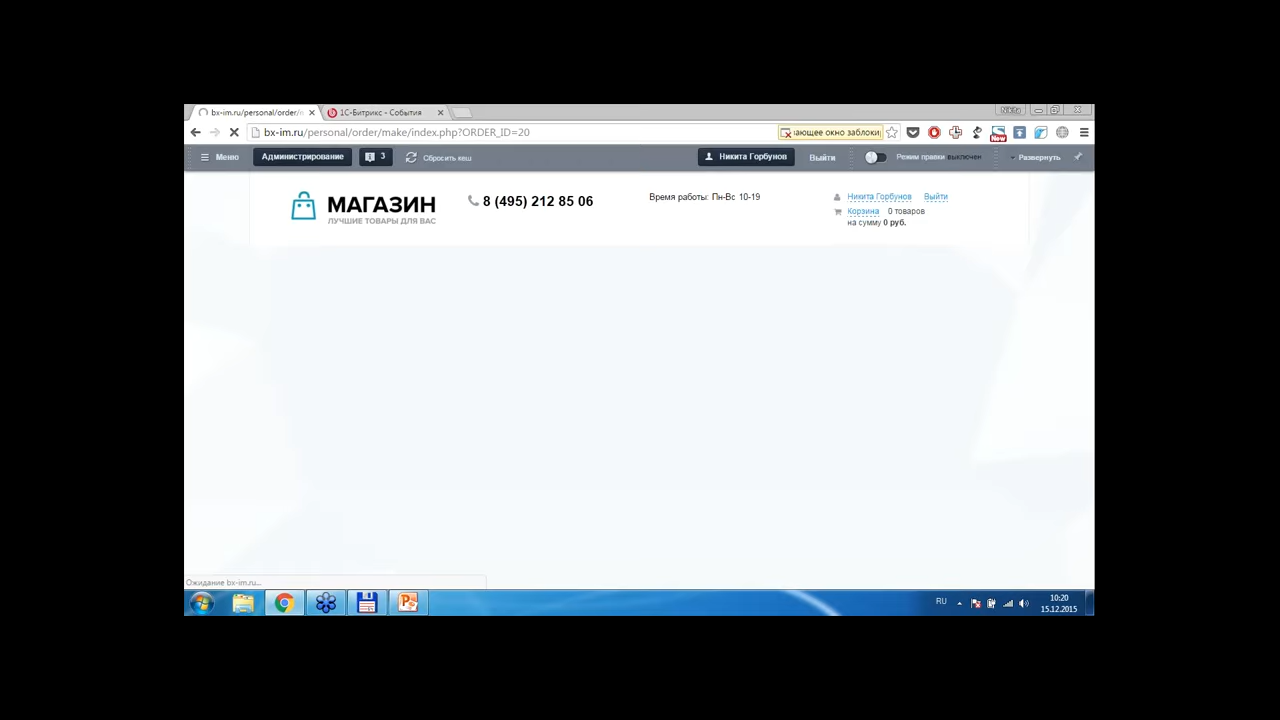 bx-im.ru/personal/order/
1С-Битрикс - События
Nikita
bx-im.ru/personal/order/make/index.php?ORDER_ID=20
ающее окно заблоки
New
Меню
Администрирование
3
Сбросить кеш
Никита Горбунов
Выйти
Режим правки выключен
Развернуть
МАГАЗИН
ЛУЧШИЕ ТОВАРЫ ДЛЯ ВАС
8 (495) 212 85 06
Время работы: Пн-Вс 10-19
Никита Горбунов Выйти
Корзина 0 товаров
на сумму 0 руб.
Ожидание bx-im.ru...
RU
10:20
15.12.2015